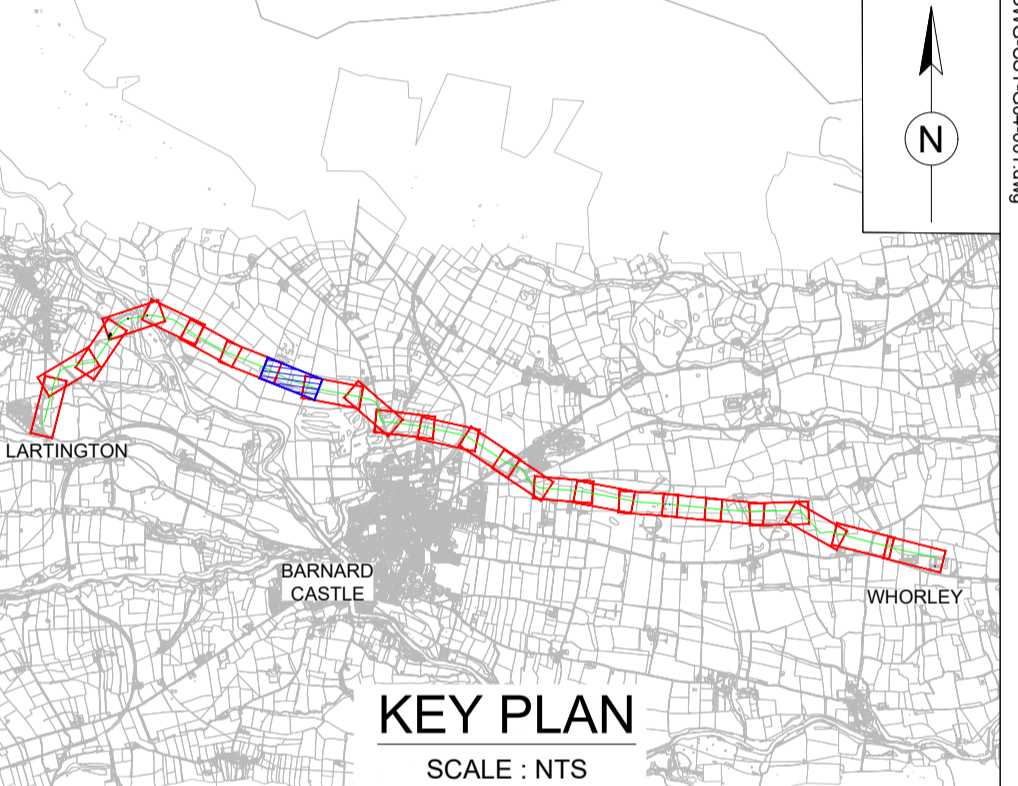 N
LARTINGTON
BARNARD
CASTLE
WHORLEY
KEY PLAN
SCALE : NTS